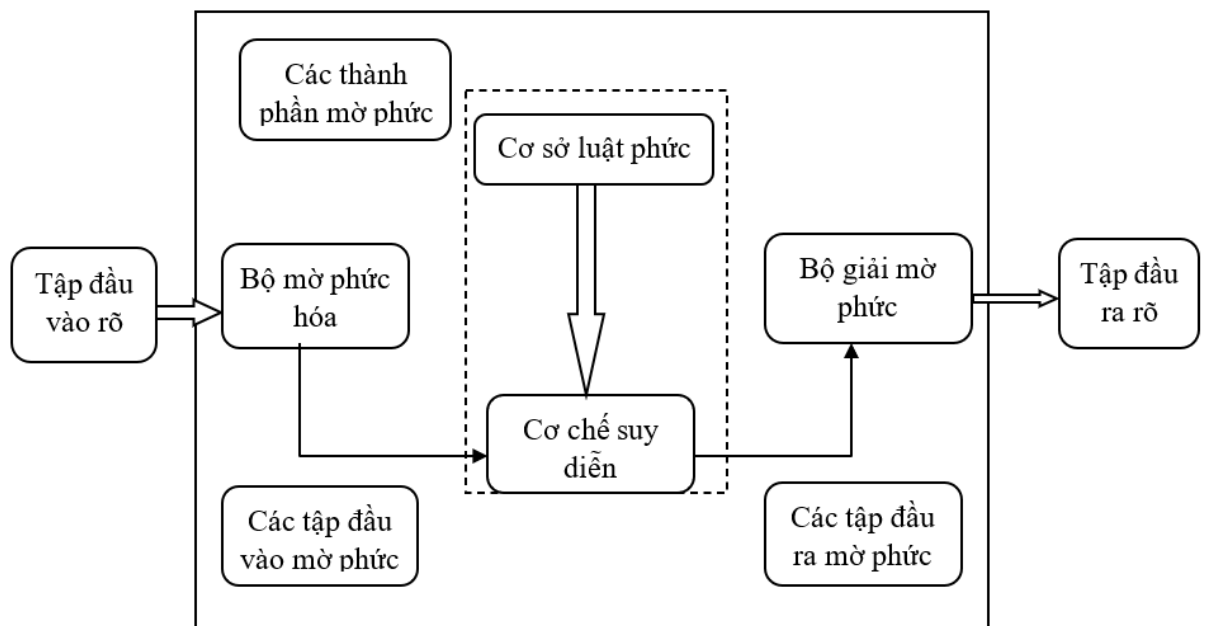 Các thành
phần mờ phức
Cơ sở luật phức
Tập đầu
vào rõ
Bộ mờ phức
hóa
Bộ giải mờ
phức
Tập đầu
ra rõ
Cơ chế suy
diễn
Các tập đầu
vào mờ phức
Các tập đầu
ra mờ phức